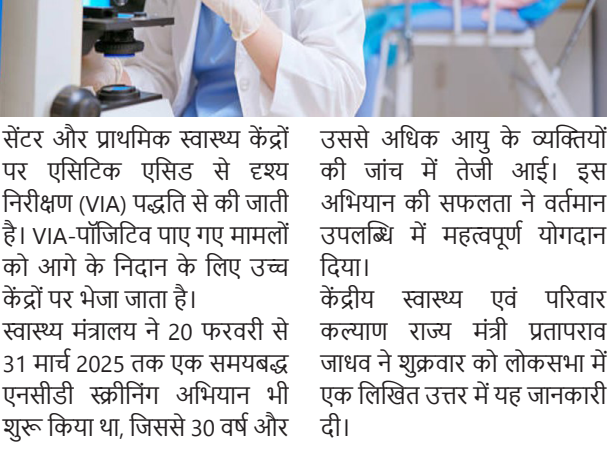 सेंटर और प्राथमिक स्वास्थ्य केंद्रों
पर एसिटिक एसिड से दृश्य
निरीक्षण (VIA) पद्धति से की जाती
है। VIA-पॉजिटिव पाए गए मामलों
को आगे के निदान के लिए उच्च
केंद्रों पर भेजा जाता है।
स्वास्थ्य मंत्रालय ने 20 फरवरी से
31 मार्च 2025 तक एक समयबद्ध
एनसीडी स्क्रीनिंग अभियान भी
शुरू किया था, जिससे 30 वर्ष और
उससे अधिक आयु के व्यक्तियों
की जांच में तेजी आई। इस
अभियान की सफलता ने वर्तमान
उपलब्धि में महत्वपूर्ण योगदान
दिया।
केंद्रीय स्वास्थ्य एवं परिवार
कल्याण राज्य मंत्री प्रतापराव
जाधव ने शुक्रवार को लोकसभा में
एक लिखित उत्तर में यह जानकारी
दी।